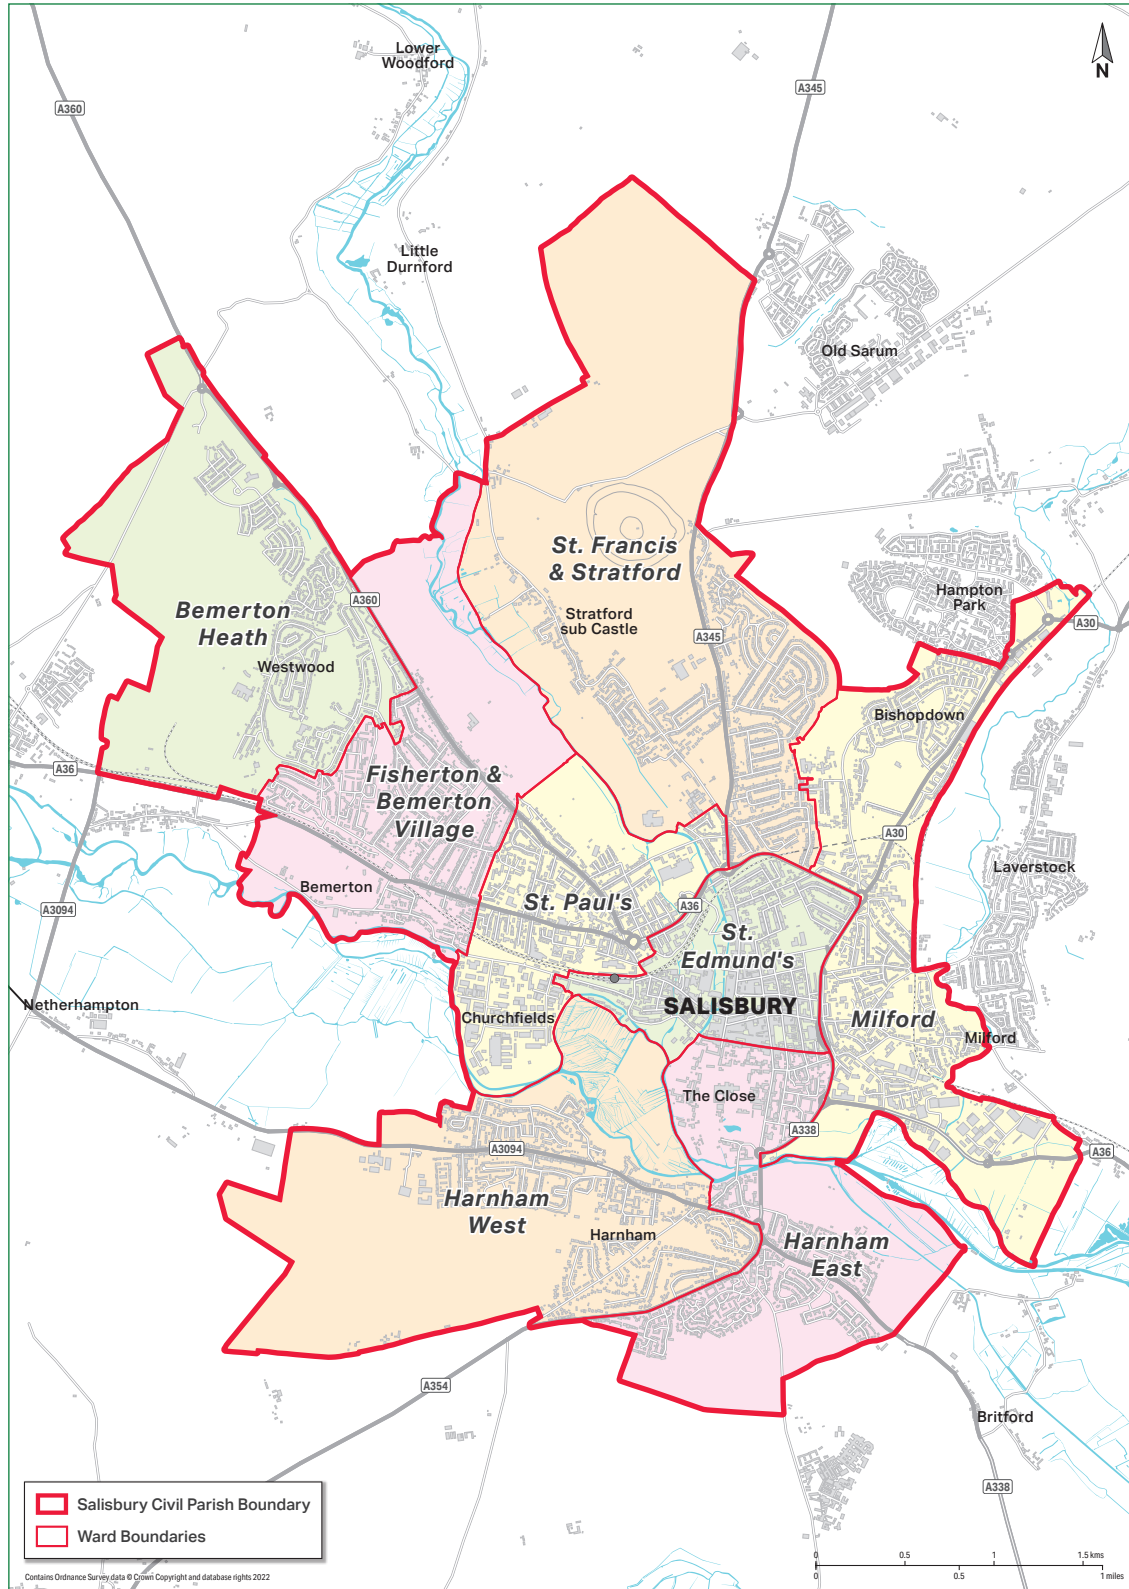 Lower
Woodford
N
A360
A345
Little
Durnford
Old Sarum
St. Francis
& Stratford
Hampton
Park
A360
Bemerton
Heath
Stratford
sub Castle
A30
A345
Westwood
Bishopdown
A36
Fisherton &
Bemerton
Village
A30
Laverstock
Bemerton
St. Paul's
A36
A3094
St.
Edmund's
Netherhampton
SALISBURY
Churchfields
Milford
Milford
The Close
A338
A3094
A36
Harnham
West
Harnham
Harnham
East
A354
Britford
A338
Salisbury Civil Parish Boundary
Ward Boundaries
0 0.5 1 1.5 kms
0 0.5 1 miles
Contains Ordnance Survey data © Crown Copyright and database rights 2022